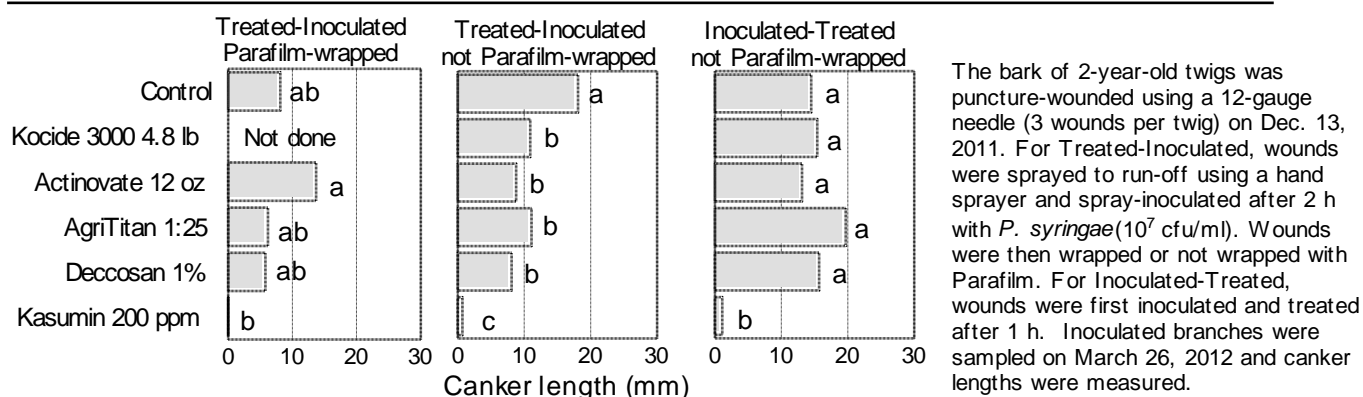 Treated-Inoculated
Parafilm-wrapped
Treated-Inoculated
not Parafilm-wrapped
Inoculated-Treated
not Parafilm-wrapped
Control
ab
a
a
Kocide 3000 4.8 lb
Not done
b
a
Actinovate 12 oz
a
b
a
AgriTitan 1:25
ab
b
a
Deccosan 1%
ab
b
a
Kasumin 200 ppm
b
c
b
0 10 20 30
0 10 20 30
0 10 20 30
Canker length (mm)
The bark of 2-year-old twigs was
puncture-wounded using a 12-gauge
needle (3 wounds per twig) on Dec. 13,
2011. For Treated-Inoculated, wounds
were sprayed to run-off using a hand
sprayer and spray-inoculated after 2 h
with P. syringae (10⁷ cfu/ml). Wounds
were then wrapped or not wrapped with
Parafilm. For Inoculated-Treated,
wounds were first inoculated and treated
after 1 h. Inoculated branches were
sampled on March 26, 2012 and canker
lengths were measured.